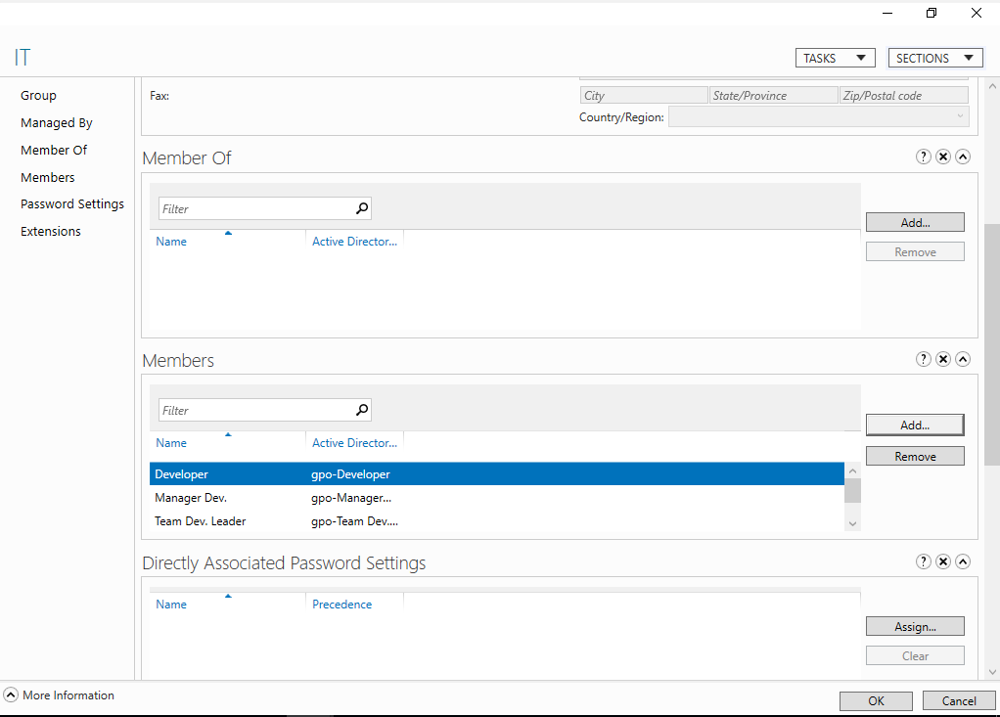 IT
TASKS
SECTIONS
Group
Managed By
Member Of
Members
Password Settings
Extensions
Fax:
City State/Province Zip/Postal code
Country/Region:
Member Of
?
Filter
Add...
Name Active Director...
Remove
Members
?
Filter
Add...
Name Active Director...
Remove
Developer gpo-Developer
Manager Dev. gpo-Manager...
Team Dev. Leader gpo-Team Dev....
Directly Associated Password Settings
?
Name Precedence
Assign...
Clear
More Information
OK Cancel